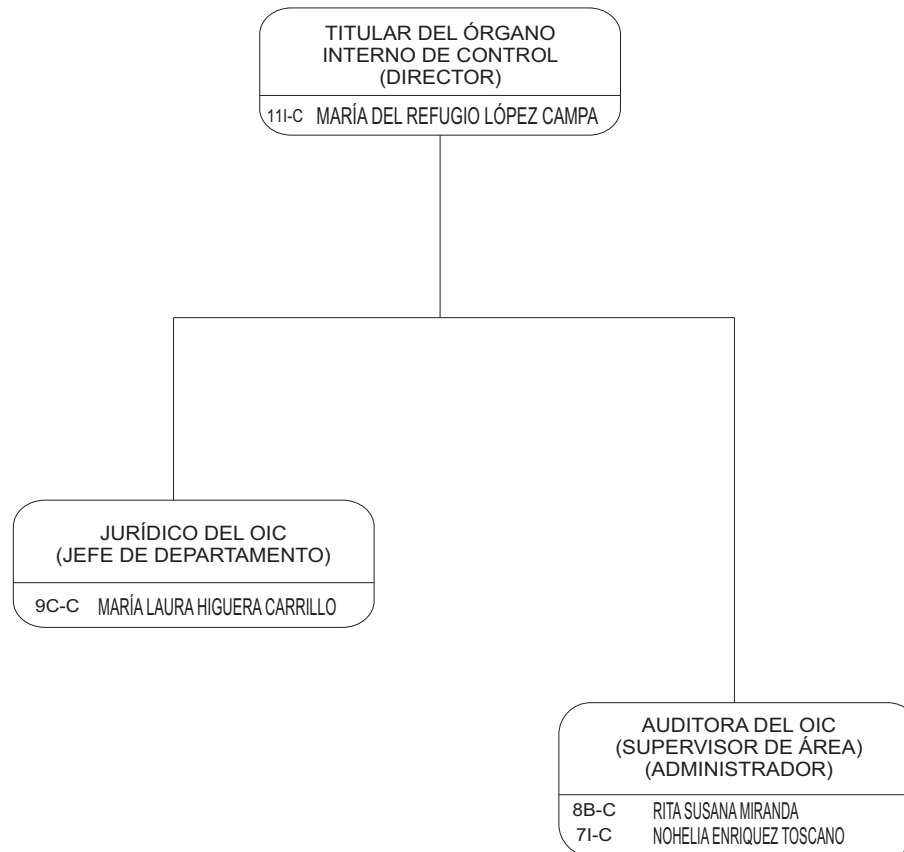 TITULAR DEL ÓRGANO
INTERNO DE CONTROL
(DIRECTOR)
11I-C MARÍA DEL REFUGIO LÓPEZ CAMPA
JURÍDICO DEL OIC
(JEFE DE DEPARTAMENTO)
9C-C MARÍA LAURA HIGUERA CARRILLO
AUDITORA DEL OIC
(SUPERVISOR DE ÁREA)
(ADMINISTRADOR)
8B-C RITA SUSANA MIRANDA
7I-C NOHELIA ENRIQUEZ TOSCANO